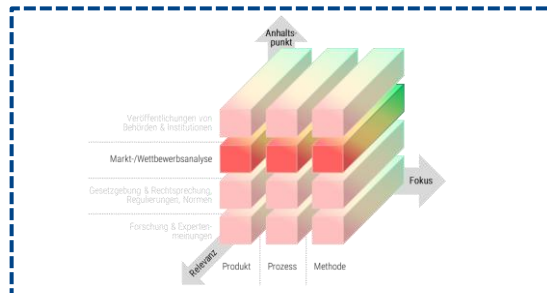 Anhalts-
punkt
Veröffentlichungen von
Behörden & Institutionen
Markt-/Wettbewerbsanalyse
Gesetzgebung & Rechtsprechung,
Regulierungen, Normen
Forschung & Experten-
meinungen
Fokus
Relevanz
Produkt
Prozess
Methode